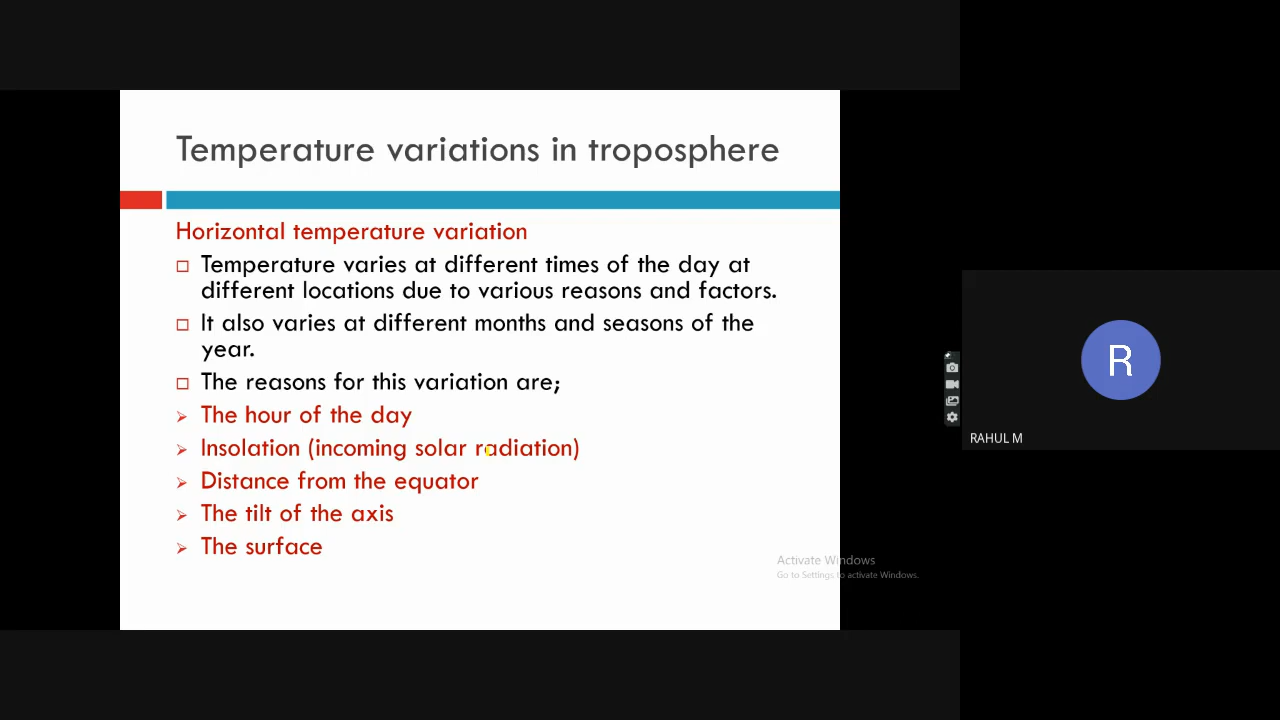 Temperature variations in troposphere
Horizontal temperature variation
Temperature varies at different times of the day at
different locations due to various reasons and factors.
It also varies at different months and seasons of the
year.
The reasons for this variation are;
The hour of the day
Insolation (incoming solar radiation)
Distance from the equator
The tilt of the axis
The surface
Activate Windows
Go to Settings to activate Windows.
R
RAHUL M